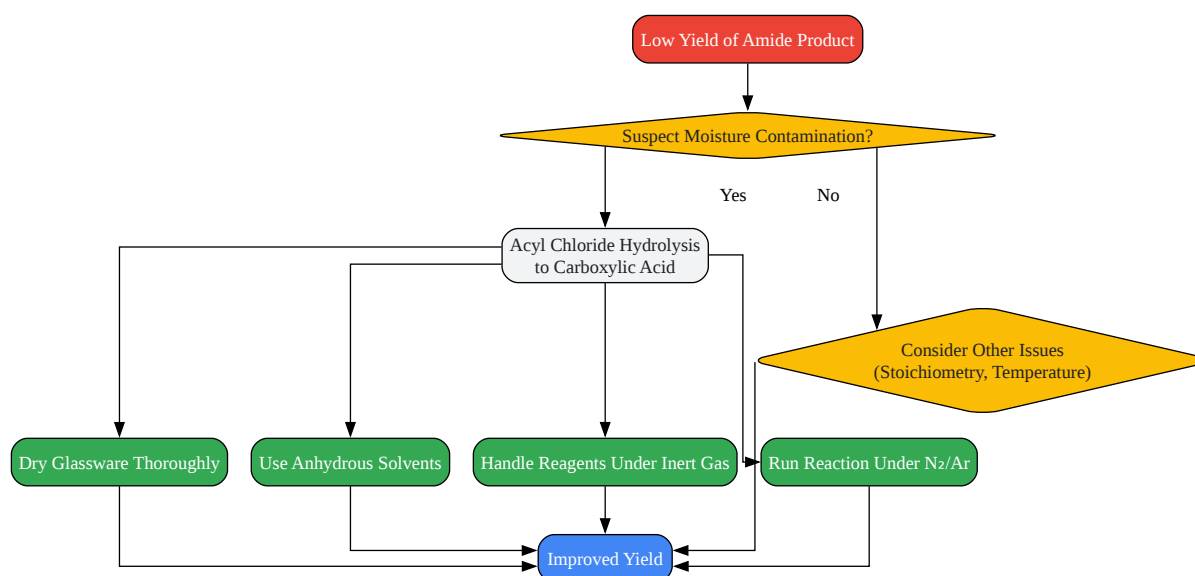 Low Yield of Amide Product
Suspect Moisture Contamination?
Yes
No
Acyl Chloride Hydrolysis
to Carboxylic Acid
Consider Other Issues
(Stoichiometry, Temperature)
Dry Glassware Thoroughly
Use Anhydrous Solvents
Handle Reagents Under Inert Gas
Run Reaction Under N₂/Ar
Improved Yield